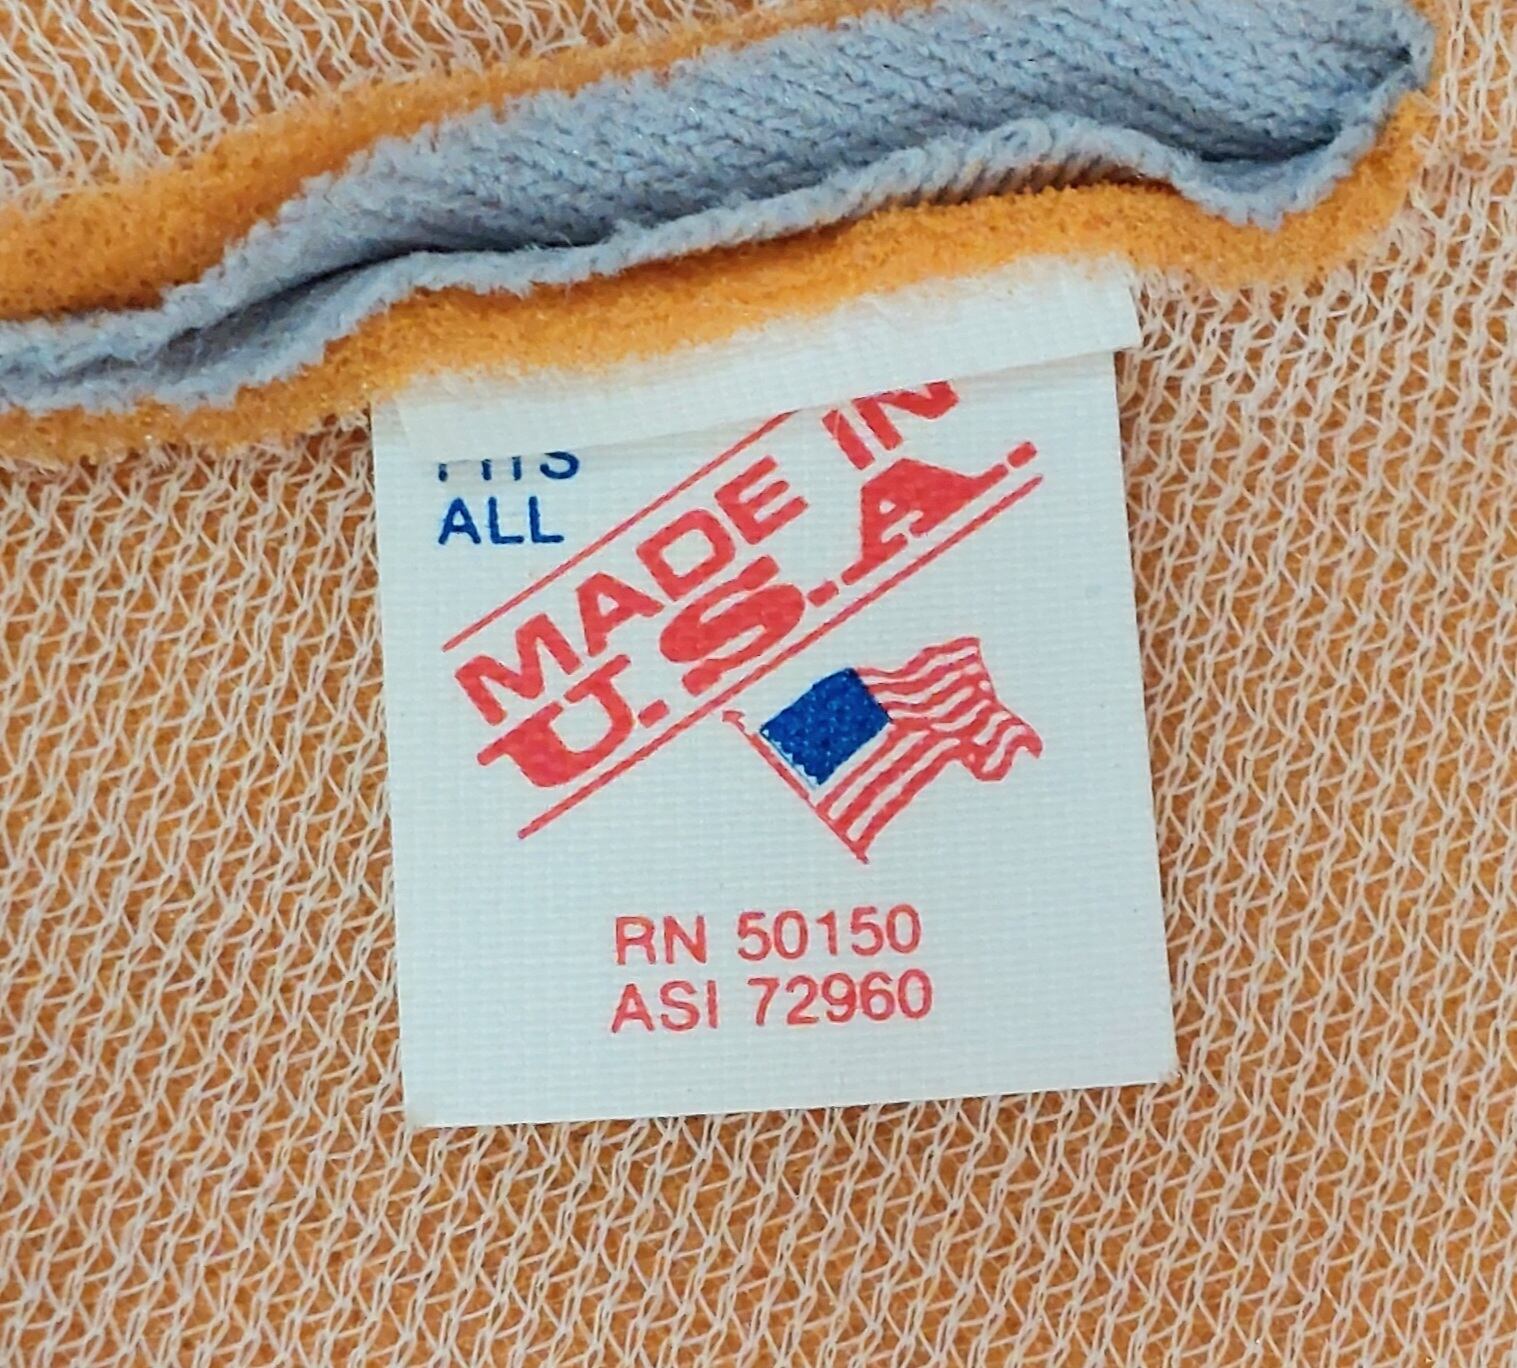 FITS
ALL
MADE IN
U.S.A.
RN 50150
ASI 72960